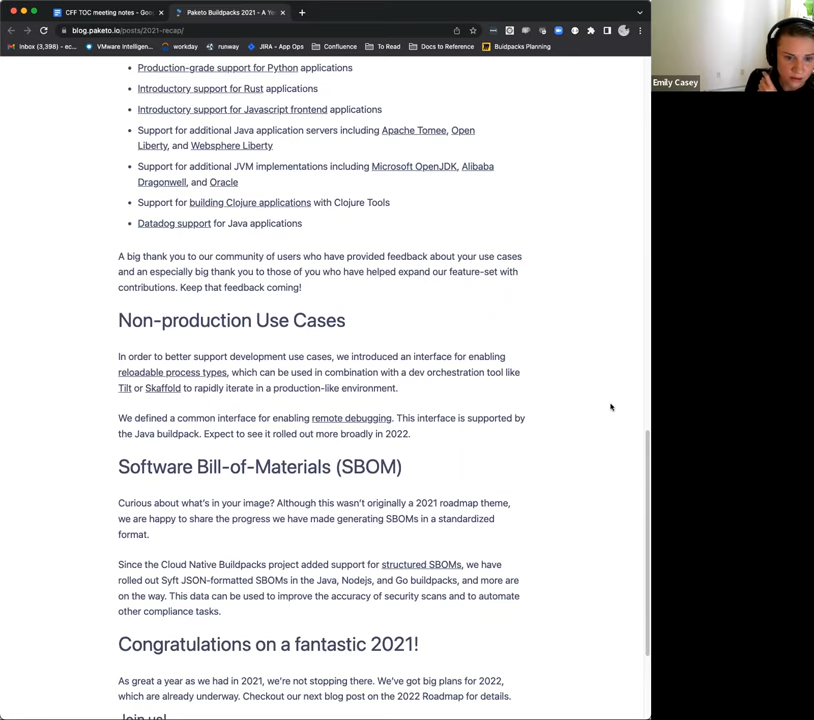 CFF TOC meeting notes - Goo
Paketo Buildpacks 2021 - A Ye
blog.paketo.io/posts/2021-recap/
Inbox (3,398) - ec...
VMware Intelligen...
workday
runway
JIRA - App Ops
Confluence
To Read
Docs to Reference
Buidpacks Planning
Emily Casey
Production-grade support for Python applications
Introductory support for Rust applications
Introductory support for Javascript frontend applications
Support for additional Java application servers including Apache Tomee, Open
Liberty, and Websphere Liberty
Support for additional JVM implementations including Microsoft OpenJDK, Alibaba
Dragonwell, and Oracle
Support for building Clojure applications with Clojure Tools
Datadog support for Java applications
A big thank you to our community of users who have provided feedback about your use cases
and an especially big thank you to those of you who have helped expand our feature-set with
contributions. Keep that feedback coming!
Non-production Use Cases
In order to better support development use cases, we introduced an interface for enabling
reloadable process types, which can be used in combination with a dev orchestration tool like
Tilt or Skaffold to rapidly iterate in a production-like environment.
We defined a common interface for enabling remote debugging. This interface is supported by
the Java buildpack. Expect to see it rolled out more broadly in 2022.
Software Bill-of-Materials (SBOM)
Curious about what's in your image? Although this wasn't originally a 2021 roadmap theme,
we are happy to share the progress we have made generating SBOMs in a standardized
format.
Since the Cloud Native Buildpacks project added support for structured SBOMs, we have
rolled out Syft JSON-formatted SBOMs in the Java, Nodejs, and Go buildpacks, and more are
on the way. This data can be used to improve the accuracy of security scans and to automate
other compliance tasks.
Congratulations on a fantastic 2021!
As great a year as we had in 2021, we're not stopping there. We've got big plans for 2022,
which are already underway. Checkout our next blog post on the 2022 Roadmap for details.
Join us!